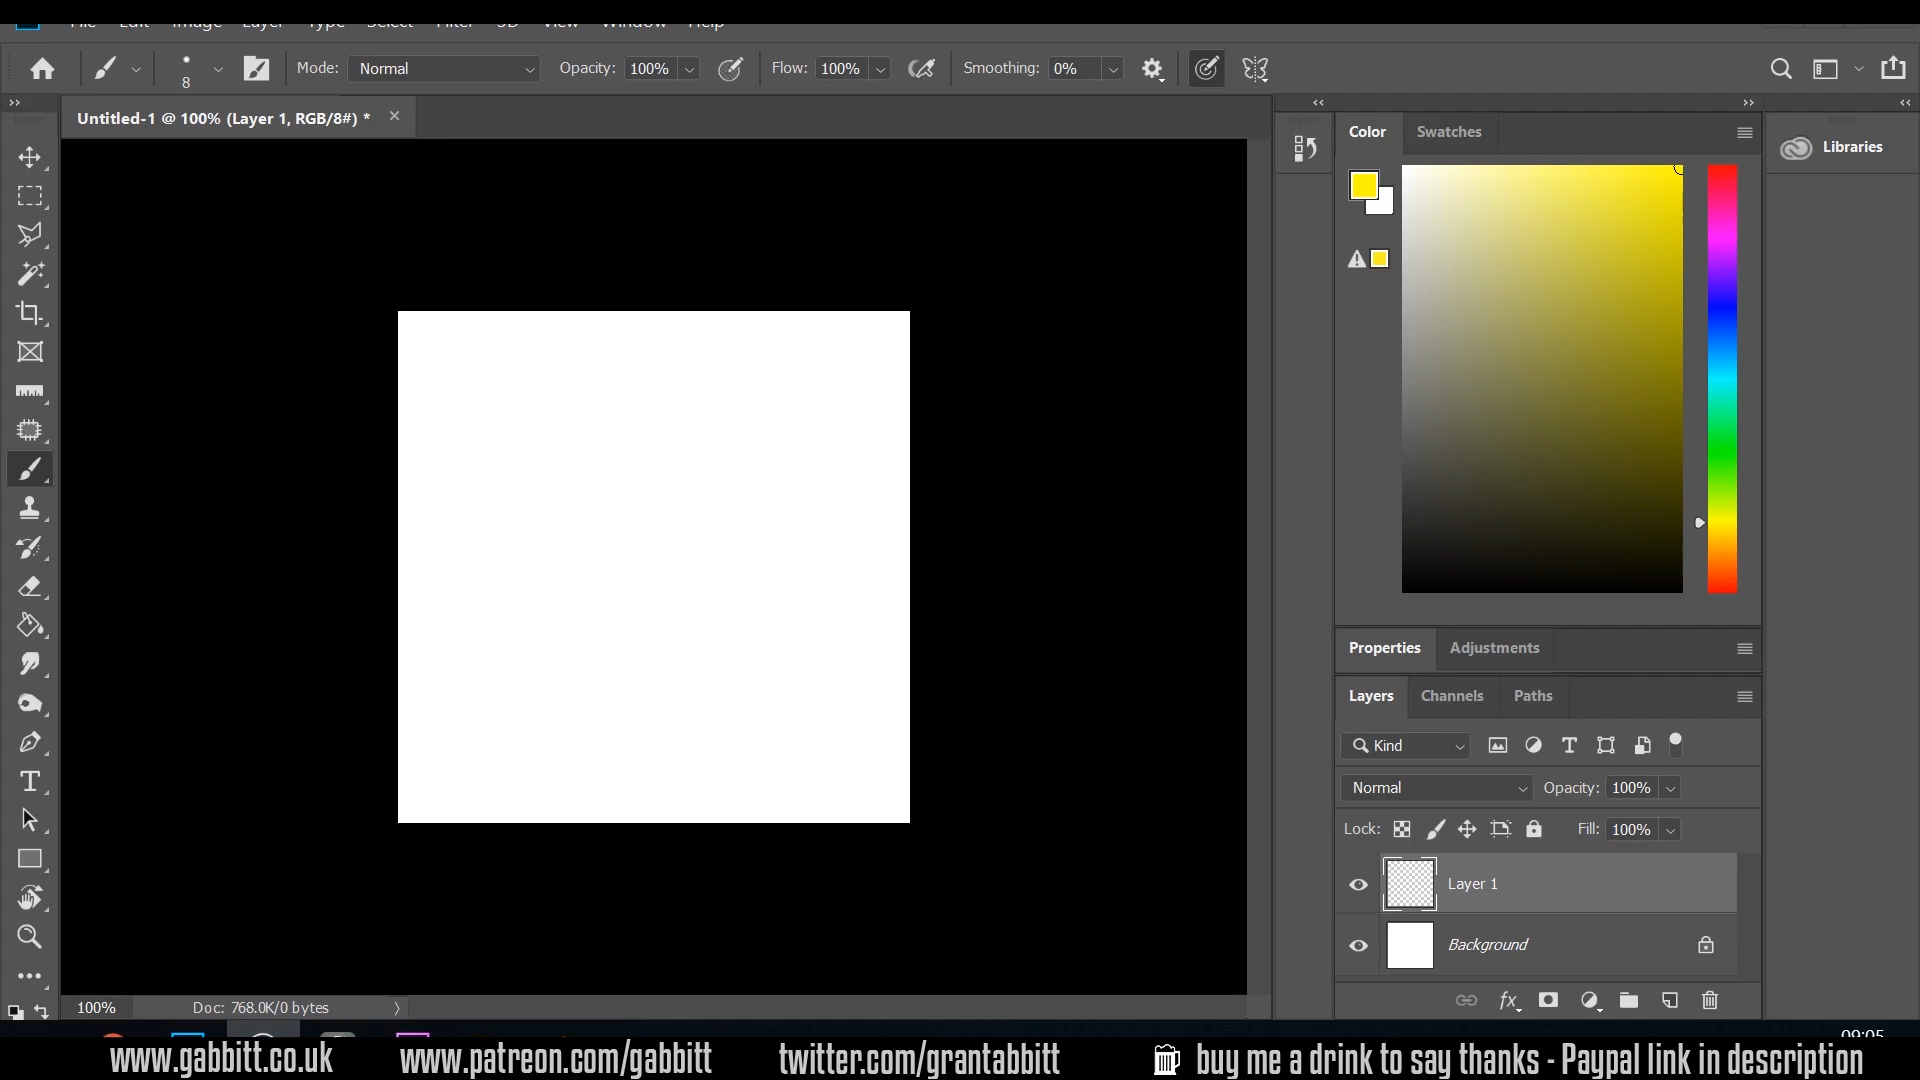 File Edit Image Layer Type Select Filter 3D View Window Help
8 Mode: Normal Opacity: 100% Flow: 100% Smoothing: 0%
Untitled-1 @ 100% (Layer 1, RGB/8#) *
Color Swatches
Libraries
Properties Adjustments
Layers Channels Paths
Kind
Normal Opacity: 100%
Lock: Fill: 100%
Layer 1
Background
fx
100% Doc: 768.0K/0 bytes
09:05
www.gabbitt.co.uk www.patreon.com/gabbitt twitter.com/grantabbitt buy me a drink to say thanks - Paypal link in description